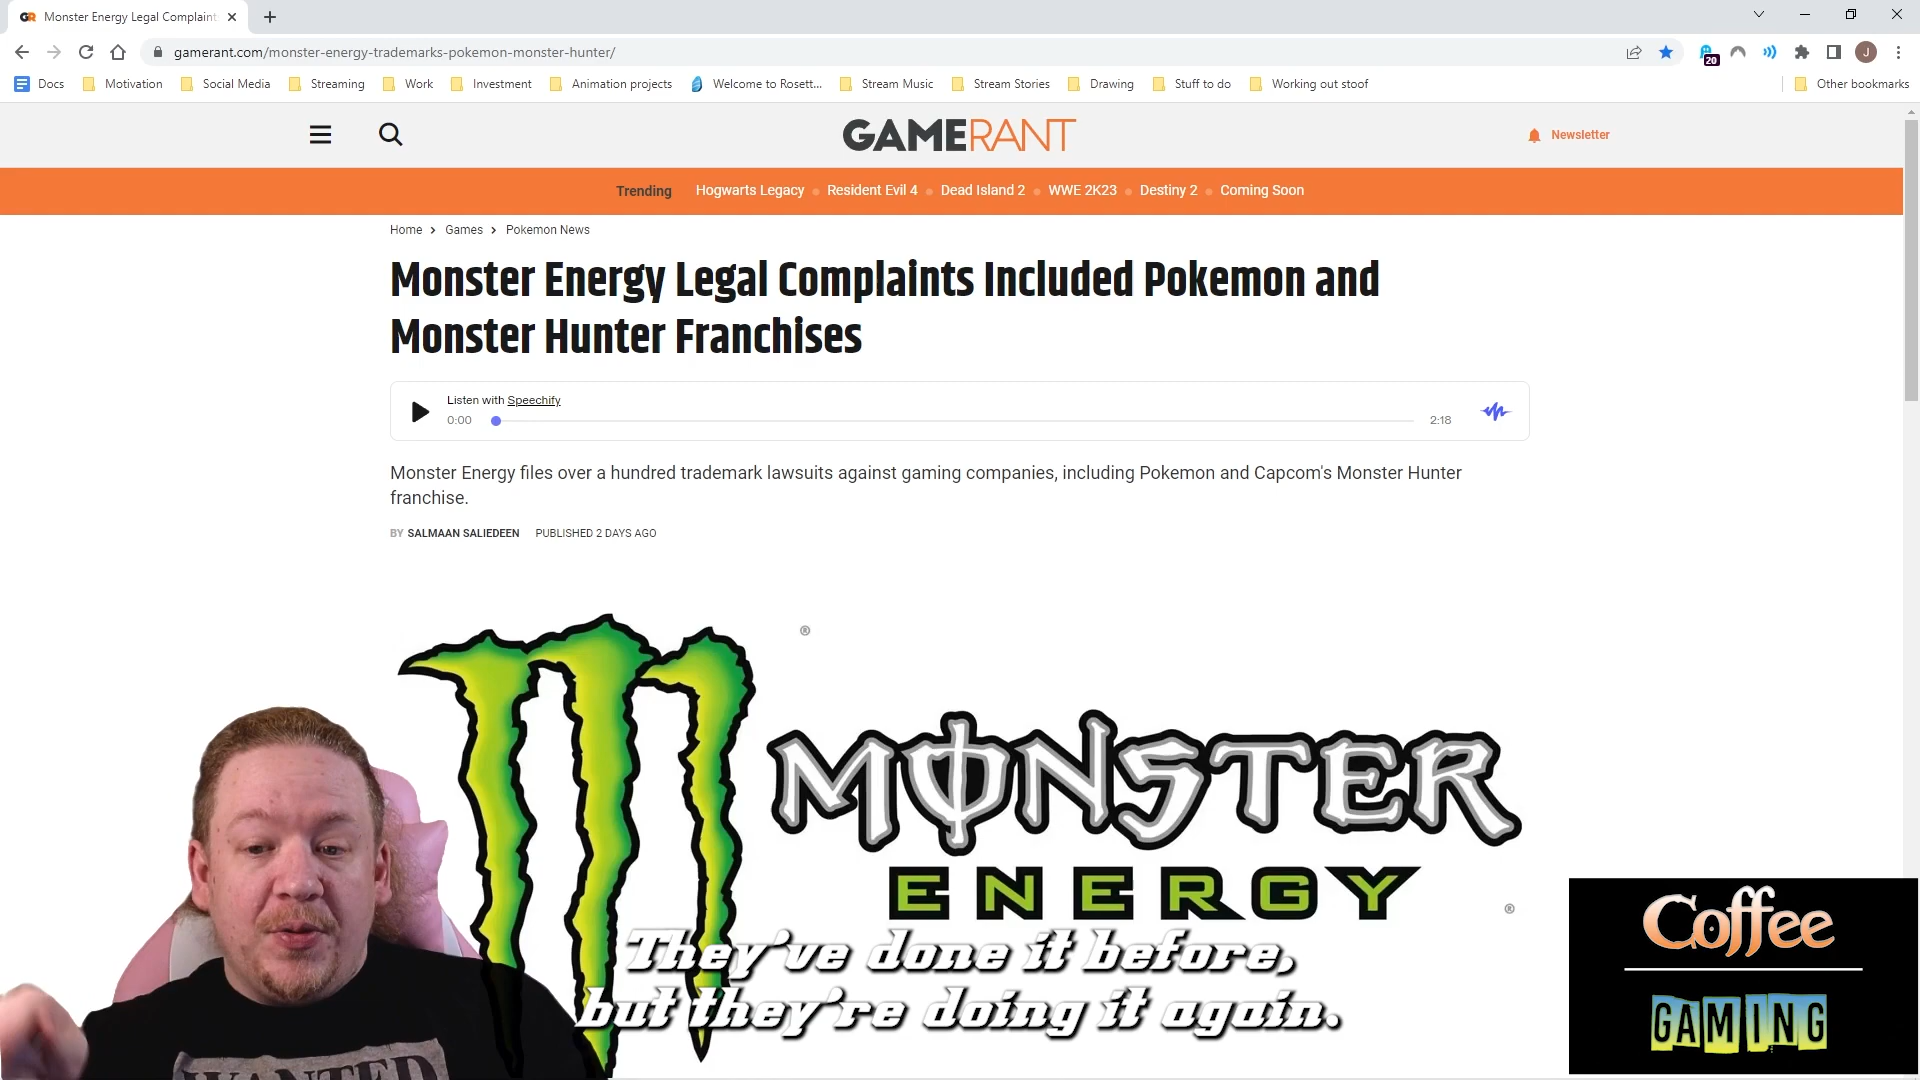 GR Monster Energy Legal Complaint
gamerant.com/monster-energy-trademarks-pokemon-monster-hunter/
20
J
Docs Motivation Social Media Streaming Work Investment Animation projects Welcome to Rosett... Stream Music Stream Stories Drawing Stuff to do Working out stoof Other bookmarks
GAMERANT
Newsletter
Trending Hogwarts Legacy Resident Evil 4 Dead Island 2 WWE 2K23 Destiny 2 Coming Soon
Home > Games > Pokemon News
Monster Energy Legal Complaints Included Pokemon and
Monster Hunter Franchises
Listen with Speechify
0:00 2:18
Monster Energy files over a hundred trademark lawsuits against gaming companies, including Pokemon and Capcom's Monster Hunter
franchise.
BY SALMAAN SALIEDEEN PUBLISHED 2 DAYS AGO
®
MONSTER
ENERGY
®
They've done it before,
but they're doing it again.
WANTED
Coffee
GAMING